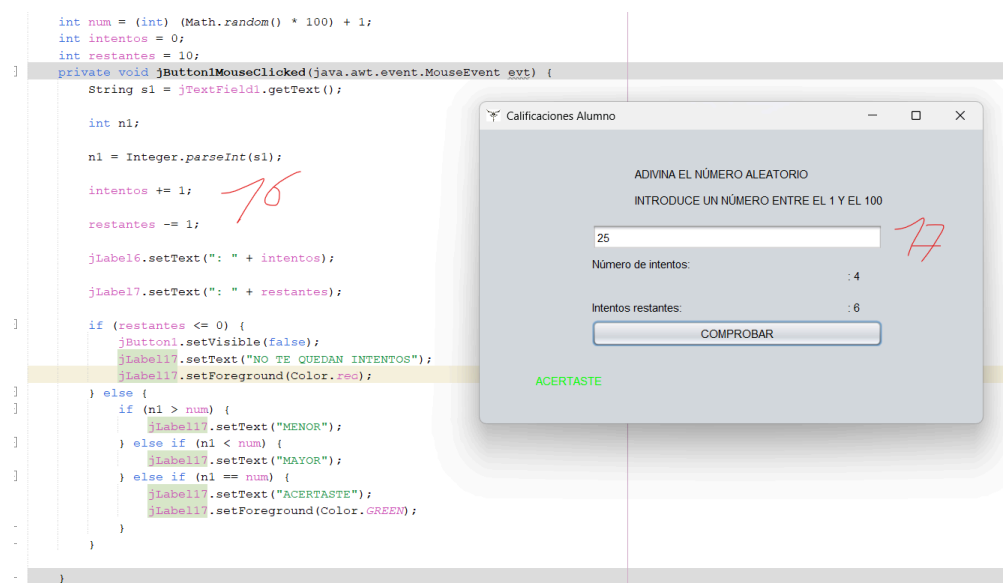 int num = (int) (Math.random() * 100) + 1;
int intentos = 0;
int restantes = 10;
private void jButton1MouseClicked(java.awt.event.MouseEvent evt) {
String s1 = jTextField1.getText();
int n1;
n1 = Integer.parseInt(s1);
intentos += 1;
restantes -= 1;
jLabel6.setText(": " + intentos);
jLabel7.setText(": " + restantes);
if (restantes <= 0) {
jButton1.setVisible(false);
jLabel17.setText("NO TE QUEDAN INTENTOS");
jLabel17.setForeground(Color.rec);
} else {
if (n1 > num) {
jLabel17.setText("MENOR");
} else if (n1 < num) {
jLabel17.setText("MAYOR");
} else if (n1 == num) {
jLabel17.setText("ACERTASTE");
jLabel17.setForeground(Color.GREEN);
}
}
}
16
Calificaciones Alumno
ADIVINA EL NÚMERO ALEATORIO
INTRODUCE UN NÚMERO ENTRE EL 1 Y EL 100
25
17
Número de intentos:
: 4
Intentos restantes: : 6
COMPROBAR
ACERTASTE